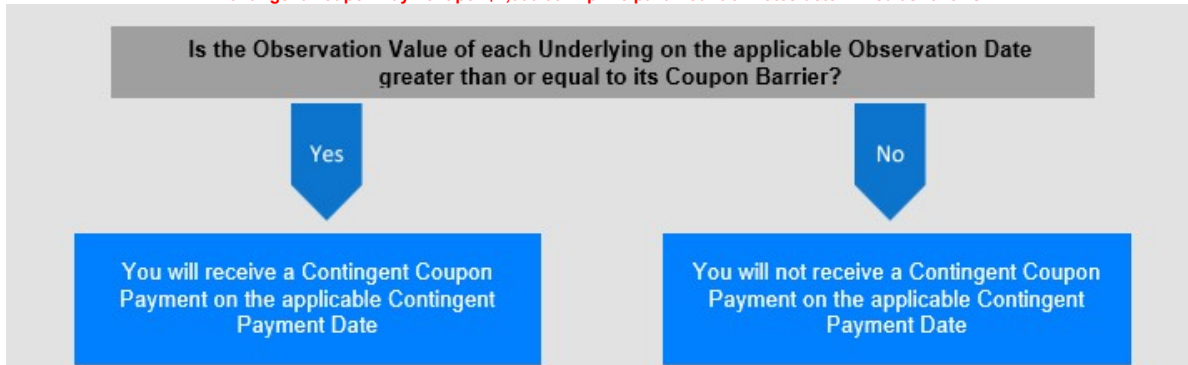 Is the Observation Value of each Underlying on the applicable Observation Date
greater than or equal to its Coupon Barrier?
Yes
No
You will receive a Contingent Coupon
Payment on the applicable Contingent
Payment Date
You will not receive a Contingent Coupon
Payment on the applicable Contingent
Payment Date